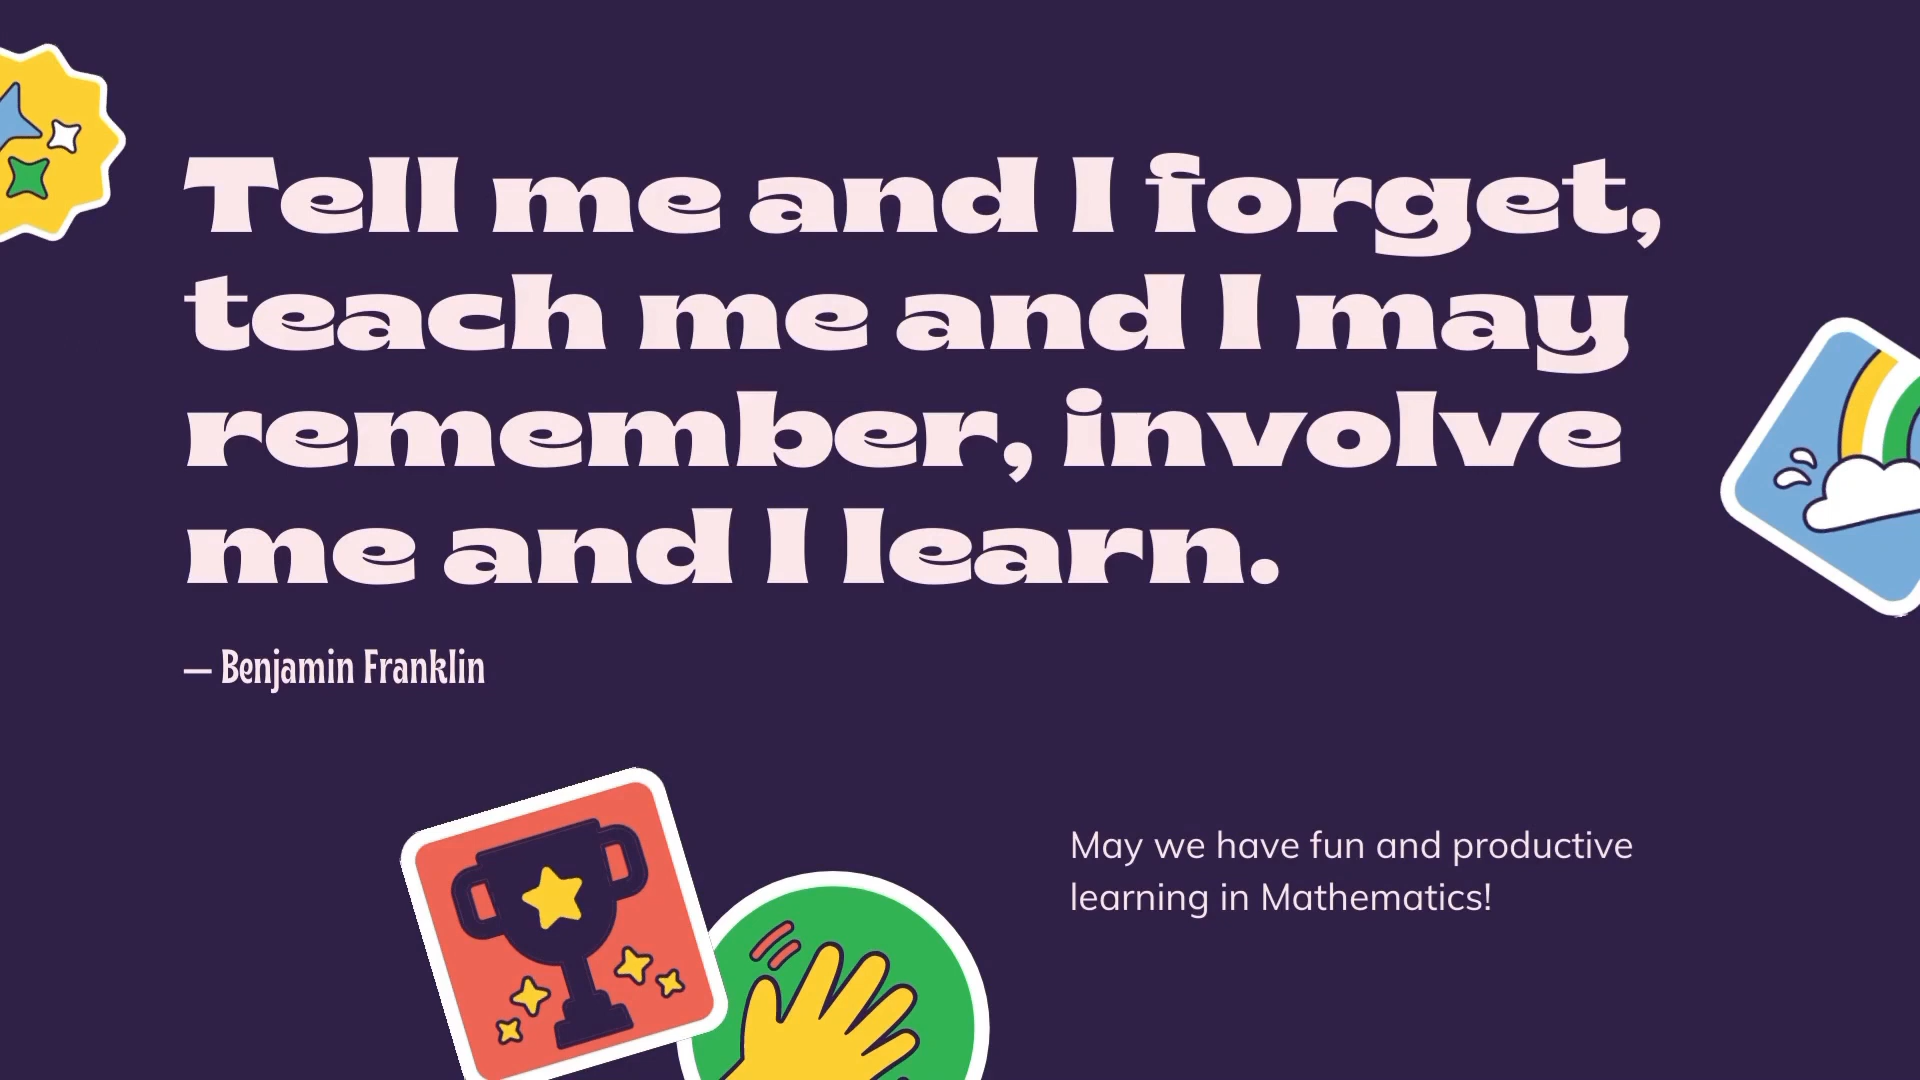 Tell me and I forget,
teach me and I may
remember, involve
me and I learn.
— Benjamin Franklin
May we have fun and productive
learning in Mathematics!